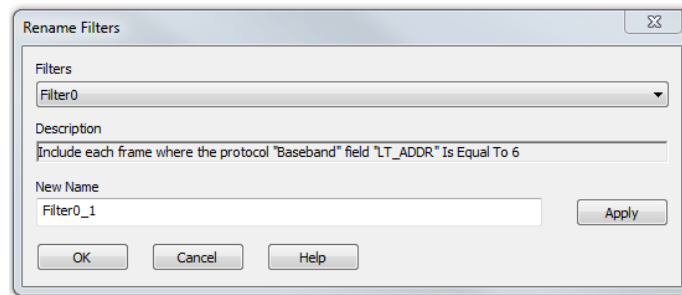 Rename Filters
Filters
Filter0
Description
Include each frame where the protocol "Baseband" field "LT_ADDR" Is Equal To 6
New Name
Filter0_1
Apply
OK Cancel Help